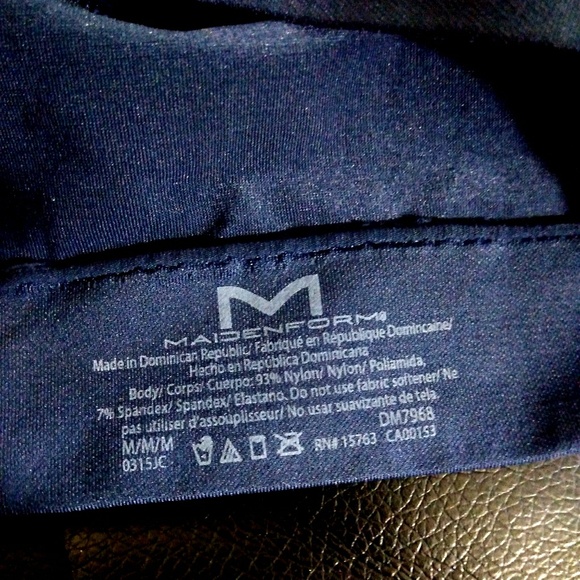 M
MAIDENFORM®
Made in Dominican Republic/ Fabriqué en République Dominicaine/
Hecho en República Dominicana
Body/ Corps/ Cuerpo: 93% Nylon/ Nylon/ Poliamida,
7% Spandex/ Spandex/ Elastano. Do not use fabric softener/ Ne
pas utiliser d'assouplisseur/ No usar suavizante de tela.
DM7968
M/M/M
RN# 15763 CA00153
0315JC